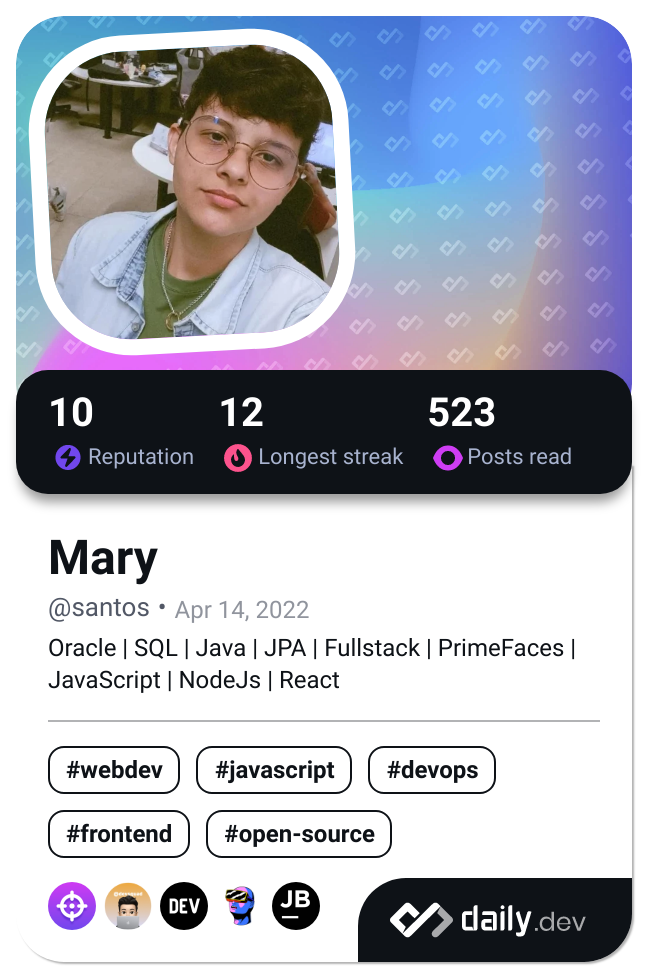 10 12 523
Reputation Longest streak Posts read
Mary
@santos • Apr 14, 2022
Oracle | SQL | Java | JPA | Fullstack | PrimeFaces |
JavaScript | NodeJs | React
#webdev #javascript #devops
#frontend #open-source
DEV JB
daily.dev